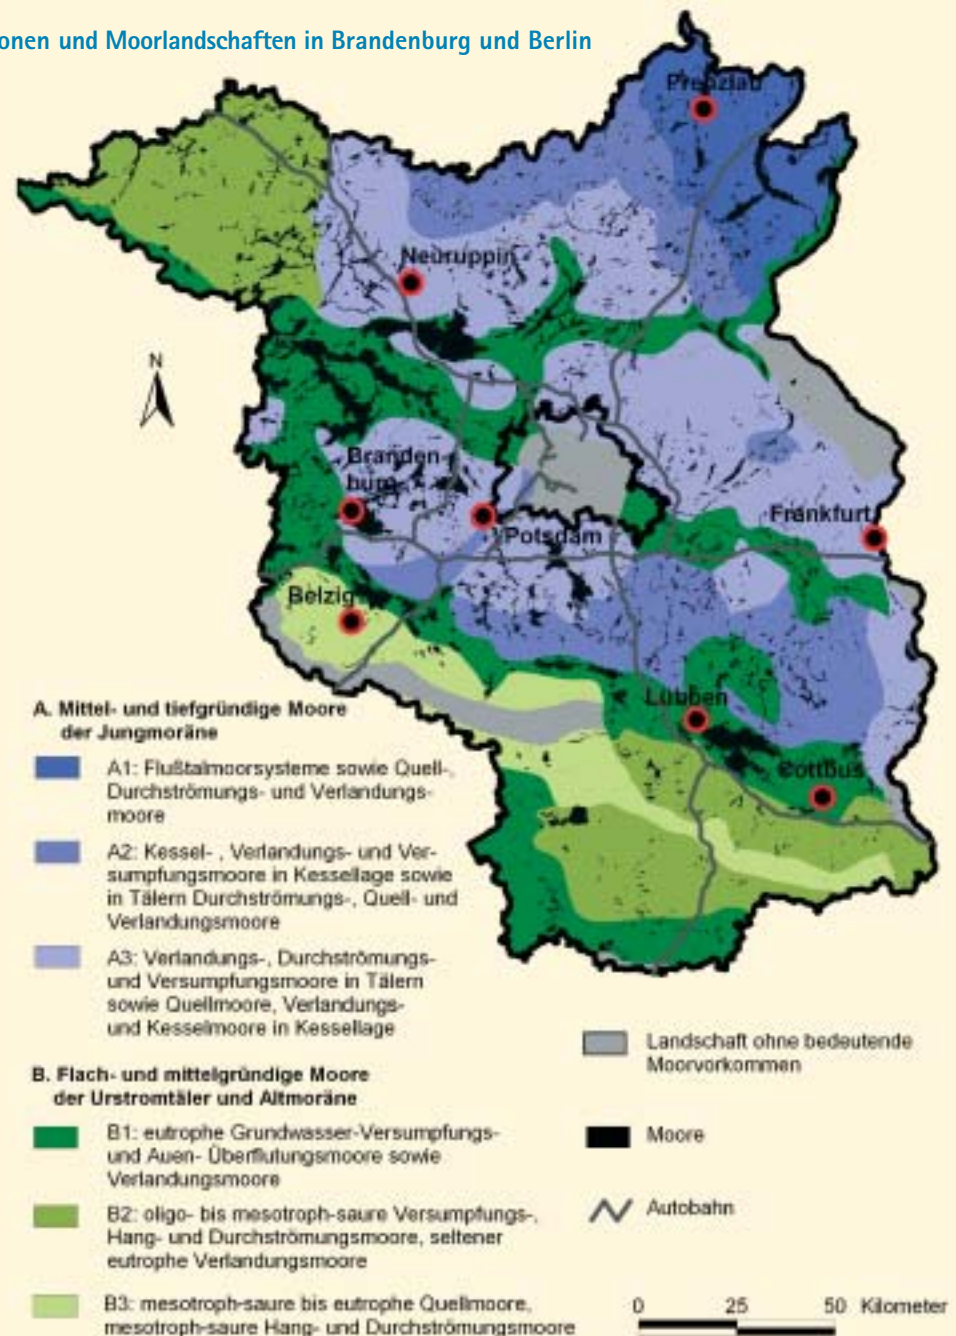 onen und Moorlandschaften in Brandenburg und Berlin
Prenzlau
Neuruppin
N
Branden-
burg
Potsdam
Frankfurt
Belzig
Lübben
Cottbus
A. Mittel- und tiefgründige Moore
der Jungmoräne
A1: Flußtalmoorsysteme sowie Quell-,
Durchströmungs- und Verlandungs-
moore
A2: Kessel- , Verlandungs- und Ver-
sumpfungsmoore in Kessellage sowie
in Tälern Durchströmungs-, Quell- und
Verlandungsmoore
A3: Verlandungs-, Durchströmungs-
und Versumpfungsmoore in Tälern
sowie Quellmoore, Verlandungs-
und Kesselmoore in Kessellage
B. Flach- und mittelgründige Moore
der Urstromtäler und Altmoräne
B1: eutrophe Grundwasser-Versumpfungs-
und Auen- Überflutungsmoore sowie
Verlandungsmoore
B2: oligo- bis mesotroph-saure Versumpfungs-,
Hang- und Durchströmungsmoore, seltener
eutrophe Verlandungsmoore
B3: mesotroph-saure bis eutrophe Quellmoore,
mesotroph-saure Hang- und Durchströmungsmoore
Landschaft ohne bedeutende
Moorvorkommen
Moore
Autobahn
0 25 50 Kilometer